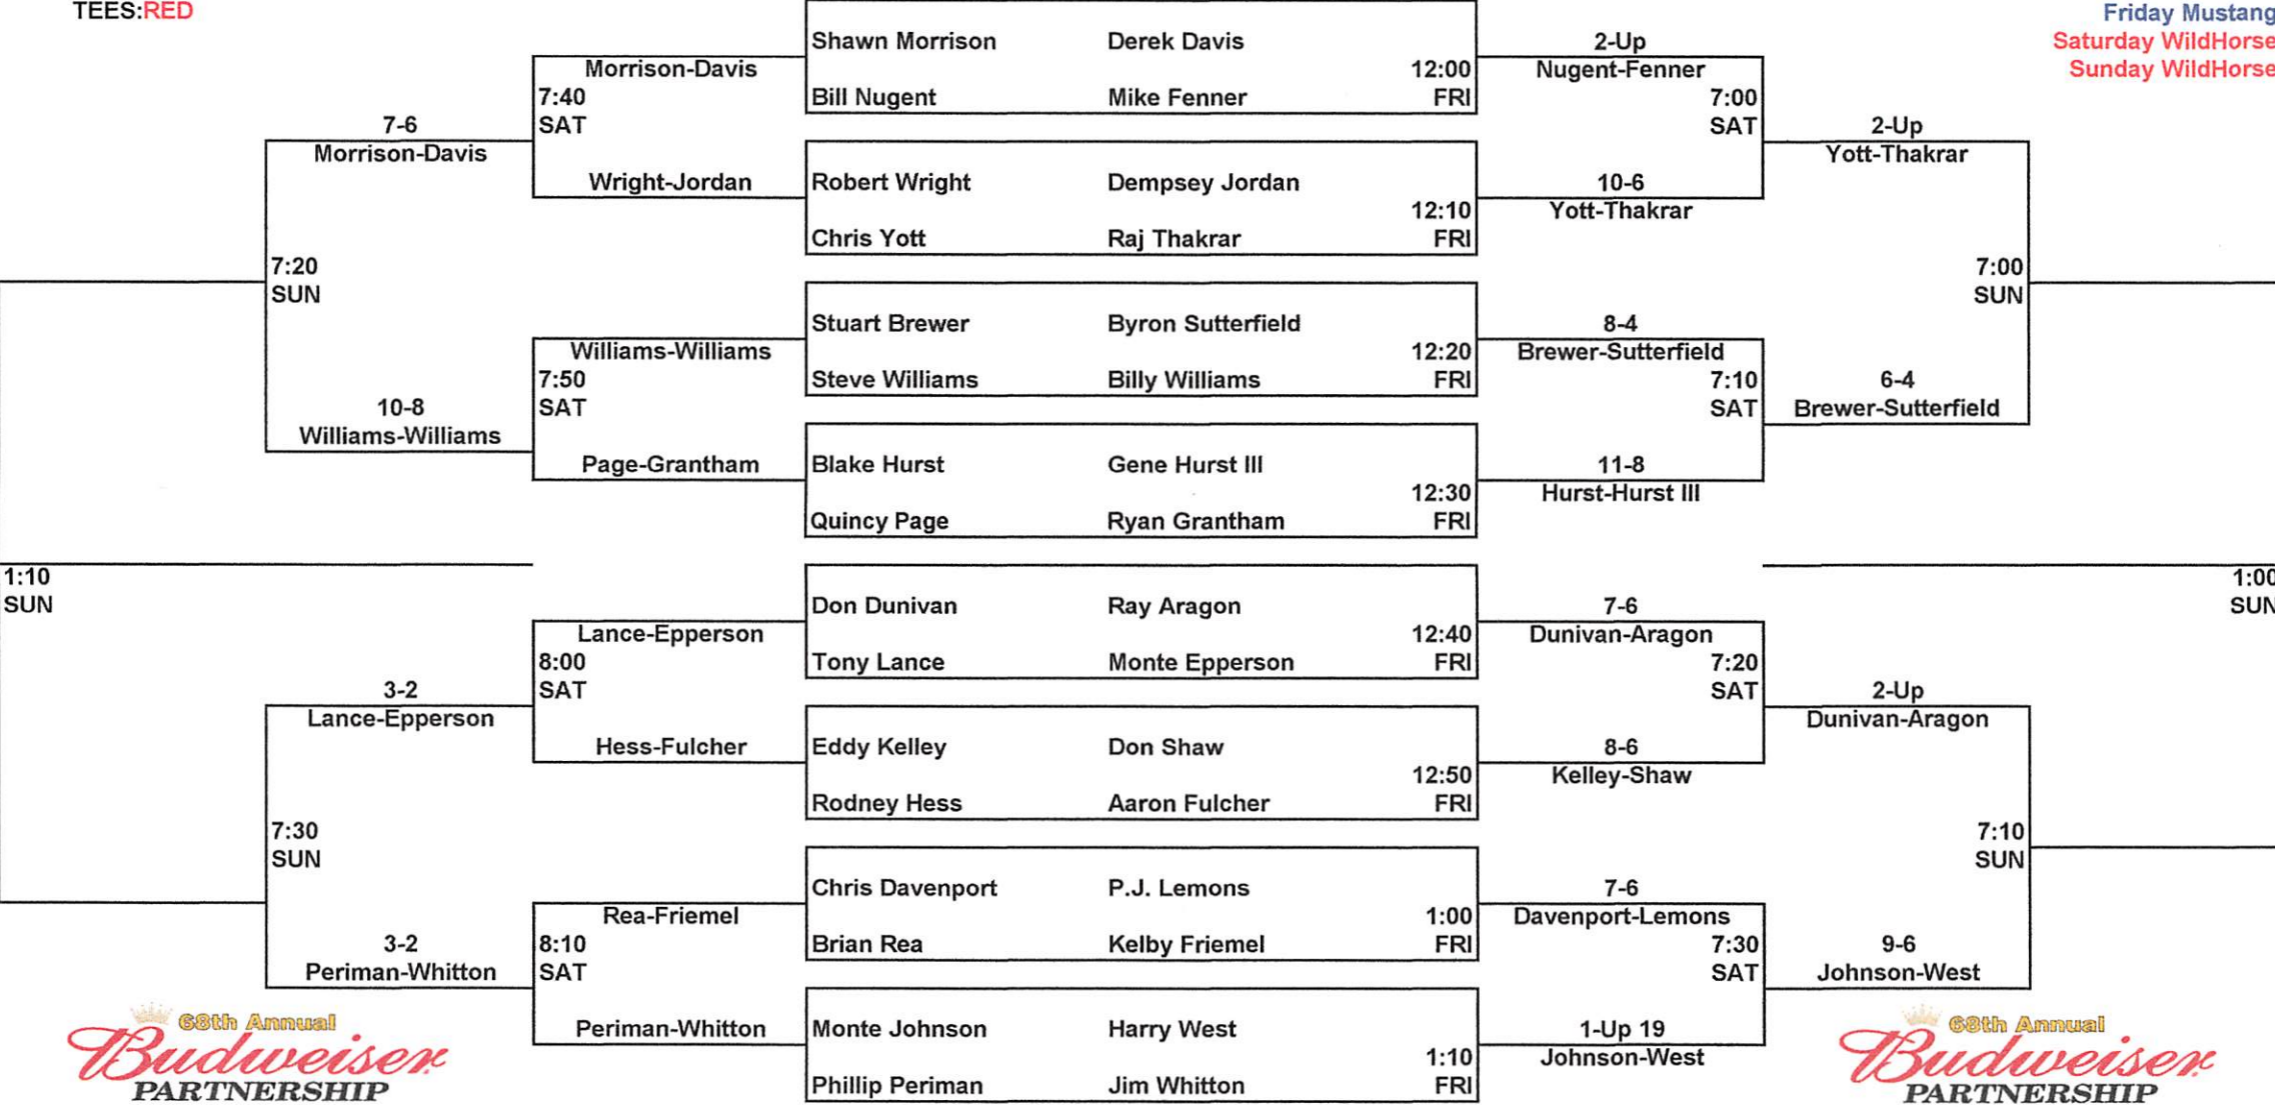 TEES:RED
Friday Mustang
Saturday WildHorse
Sunday WildHorse
Shawn Morrison Derek Davis
2-Up
Morrison-Davis
12:00
Nugent-Fenner
7:40
Bill Nugent Mike Fenner FRI
7:00
7-6
SAT
SAT
2-Up
Morrison-Davis
Yott-Thakrar
Wright-Jordan
Robert Wright Dempsey Jordan
10-6
12:10
Yott-Thakrar
Chris Yott Raj Thakrar FRI
7:20
7:00
SUN
SUN
Stuart Brewer Byron Sutterfield
8-4
Williams-Williams
12:20
Brewer-Sutterfield
7:50
Steve Williams Billy Williams FRI
7:10
6-4
10-8
SAT
SAT
Brewer-Sutterfield
Williams-Williams
Page-Grantham
Blake Hurst Gene Hurst III
11-8
12:30
Hurst-Hurst III
Quincy Page Ryan Grantham FRI
1:10
1:00
SUN
SUN
Don Dunivan Ray Aragon
7-6
Lance-Epperson
12:40
Dunivan-Aragon
8:00
Tony Lance Monte Epperson FRI
7:20
3-2
SAT
SAT
2-Up
Lance-Epperson
Dunivan-Aragon
Hess-Fulcher
Eddy Kelley Don Shaw
8-6
12:50
Kelley-Shaw
Rodney Hess Aaron Fulcher FRI
7:30
7:10
SUN
SUN
Chris Davenport P.J. Lemons
7-6
Rea-Friemel
1:00
Davenport-Lemons
3-2
8:10
Brian Rea Kelby Friemel FRI
7:30
9-6
Periman-Whitton
SAT
SAT
Johnson-West
Periman-Whitton
Monte Johnson Harry West
1-Up 19
1:10
Johnson-West
Phillip Periman Jim Whitton FRI
68th Annual
Budweiser
PARTNERSHIP
68th Annual
Budweiser
PARTNERSHIP